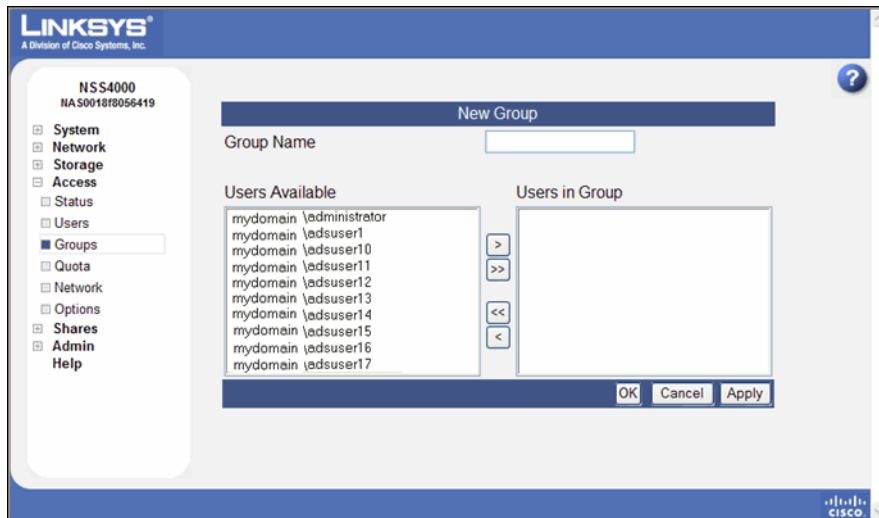 LINKSYS®
A Division of Cisco Systems, Inc.
?
NSS4000
NAS0018f8056419
System
Network
Storage
Access
Status
Users
Groups
Quota
Network
Options
Shares
Admin
Help
New Group
Group Name
Users Available
Users in Group
mydomain \administrator
mydomain \adsuser1
mydomain \adsuser10
mydomain \adsuser11
mydomain \adsuser12
mydomain \adsuser13
mydomain \adsuser14
mydomain \adsuser15
mydomain \adsuser16
mydomain \adsuser17
>
>>
<<
<
OK Cancel Apply
CISCO.